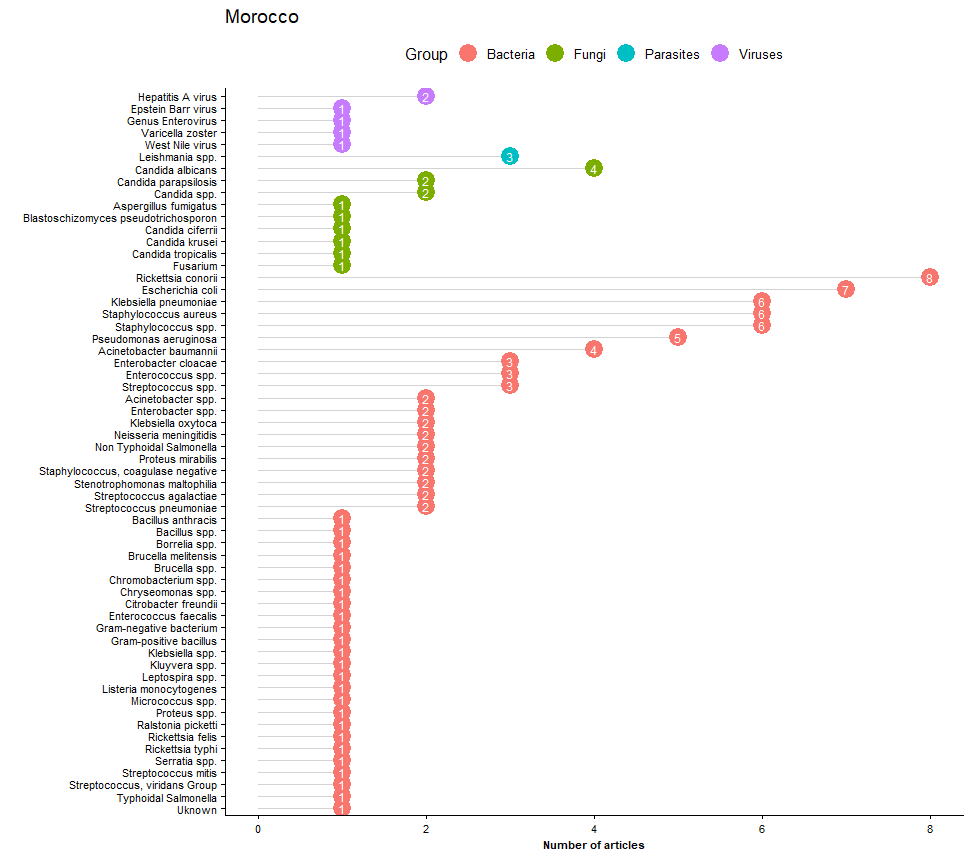 Morocco
Group Bacteria Fungi Parasites Viruses
Hepatitis A virus 2
Epstein Barr virus 1
Genus Enterovirus 1
Varicella zoster 1
West Nile virus 1
Leishmania spp. 3
Candida albicans 4
Candida parapsilosis 2
Candida spp. 2
Aspergillus fumigatus 1
Blastoschizomyces pseudotrichosporon 1
Candida ciferrii 1
Candida krusei 1
Candida tropicalis 1
Fusarium 1
Rickettsia conorii 8
Escherichia coli 7
Klebsiella pneumoniae 6
Staphylococcus aureus 6
Staphylococcus spp. 6
Pseudomonas aeruginosa 5
Acinetobacter baumannii 4
Enterobacter cloacae 3
Enterococcus spp. 3
Streptococcus spp. 3
Acinetobacter spp. 2
Enterobacter spp. 2
Klebsiella oxytoca 2
Neisseria meningitidis 2
Non Typhoidal Salmonella 2
Proteus mirabilis 2
Staphylococcus, coagulase negative 2
Stenotrophomonas maltophilia 2
Streptococcus agalactiae 2
Streptococcus pneumoniae 2
Bacillus anthracis 1
Bacillus spp. 1
Borrelia spp. 1
Brucella melitensis 1
Brucella spp. 1
Chromobacterium spp. 1
Chryseomonas spp. 1
Citrobacter freundii 1
Enterococcus faecalis 1
Gram-negative bacterium 1
Gram-positive bacillus 1
Klebsiella spp. 1
Kluyvera spp. 1
Leptospira spp. 1
Listeria monocytogenes 1
Micrococcus spp. 1
Proteus spp. 1
Ralstonia picketti 1
Rickettsia felis 1
Rickettsia typhi 1
Serratia spp. 1
Streptococcus mitis 1
Streptococcus, viridans Group 1
Typhoidal Salmonella 1
Uknown 1
0 2 4 6 8
Number of articles